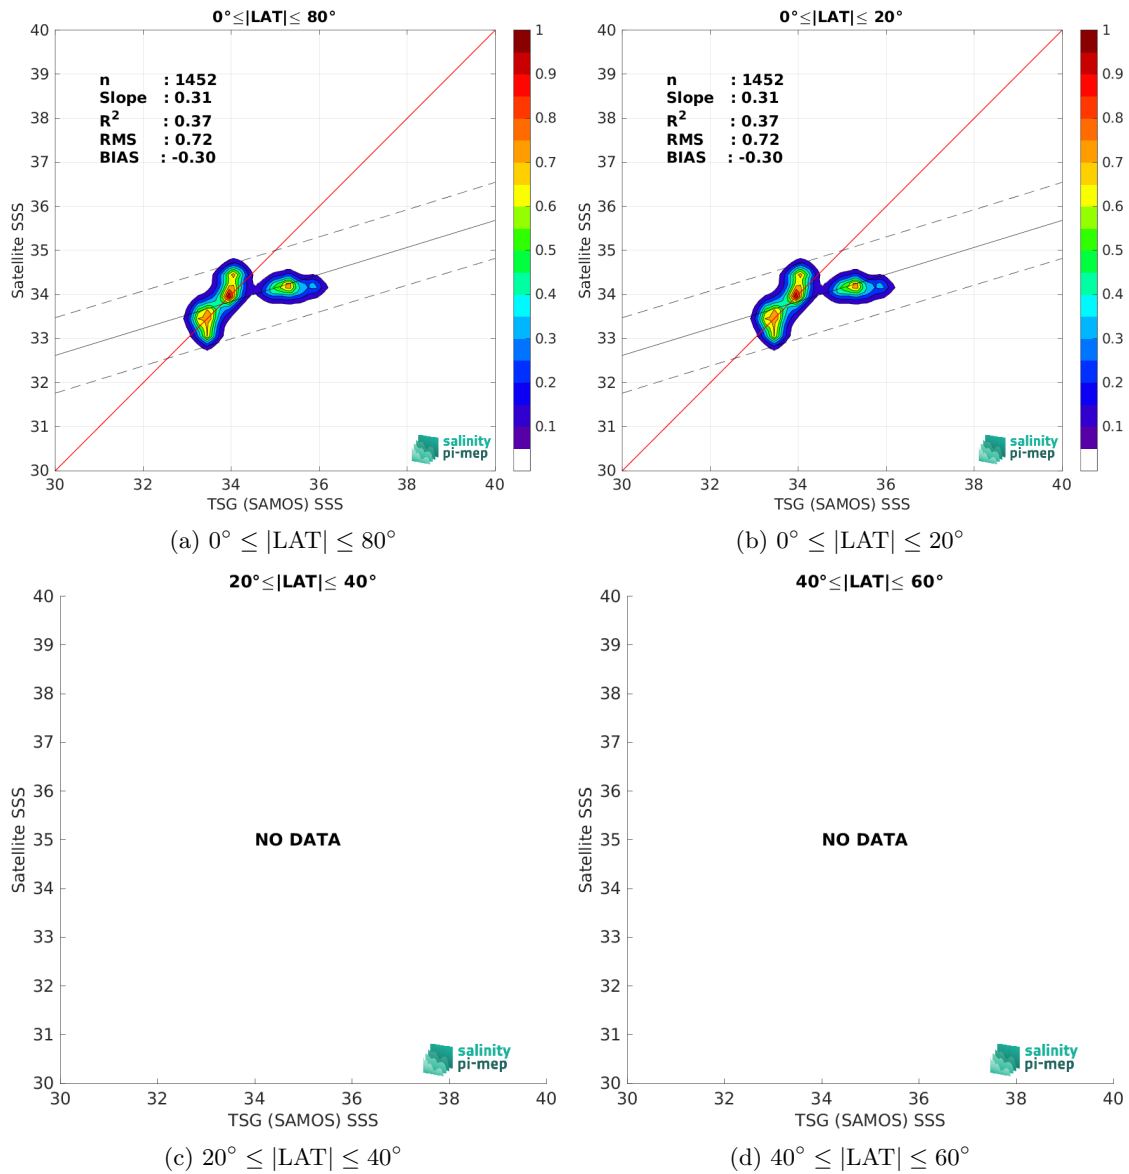 0°≤|LAT|≤ 80°
40
39
38
37
36
35
34
33
32
31
30
30 32 34 36 38 40
Satellite SSS
TSG (SAMOS) SSS
n : 1452
Slope : 0.31
R2 : 0.37
RMS : 0.72
BIAS : -0.30
1
0.9
0.8
0.7
0.6
0.5
0.4
0.3
0.2
0.1
salinity
pi-mep
(a) 0° ≤ |LAT| ≤ 80°
0°≤|LAT|≤ 20°
40
39
38
37
36
35
34
33
32
31
30
30 32 34 36 38 40
Satellite SSS
TSG (SAMOS) SSS
n : 1452
Slope : 0.31
R2 : 0.37
RMS : 0.72
BIAS : -0.30
1
0.9
0.8
0.7
0.6
0.5
0.4
0.3
0.2
0.1
salinity
pi-mep
(b) 0° ≤ |LAT| ≤ 20°
20°≤|LAT|≤ 40°
40
39
38
37
36
35
34
33
32
31
30
30 32 34 36 38 40
Satellite SSS
TSG (SAMOS) SSS
NO DATA
salinity
pi-mep
(c) 20° ≤ |LAT| ≤ 40°
40°≤|LAT|≤ 60°
40
39
38
37
36
35
34
33
32
31
30
30 32 34 36 38 40
Satellite SSS
TSG (SAMOS) SSS
NO DATA
salinity
pi-mep
(d) 40° ≤ |LAT| ≤ 60°